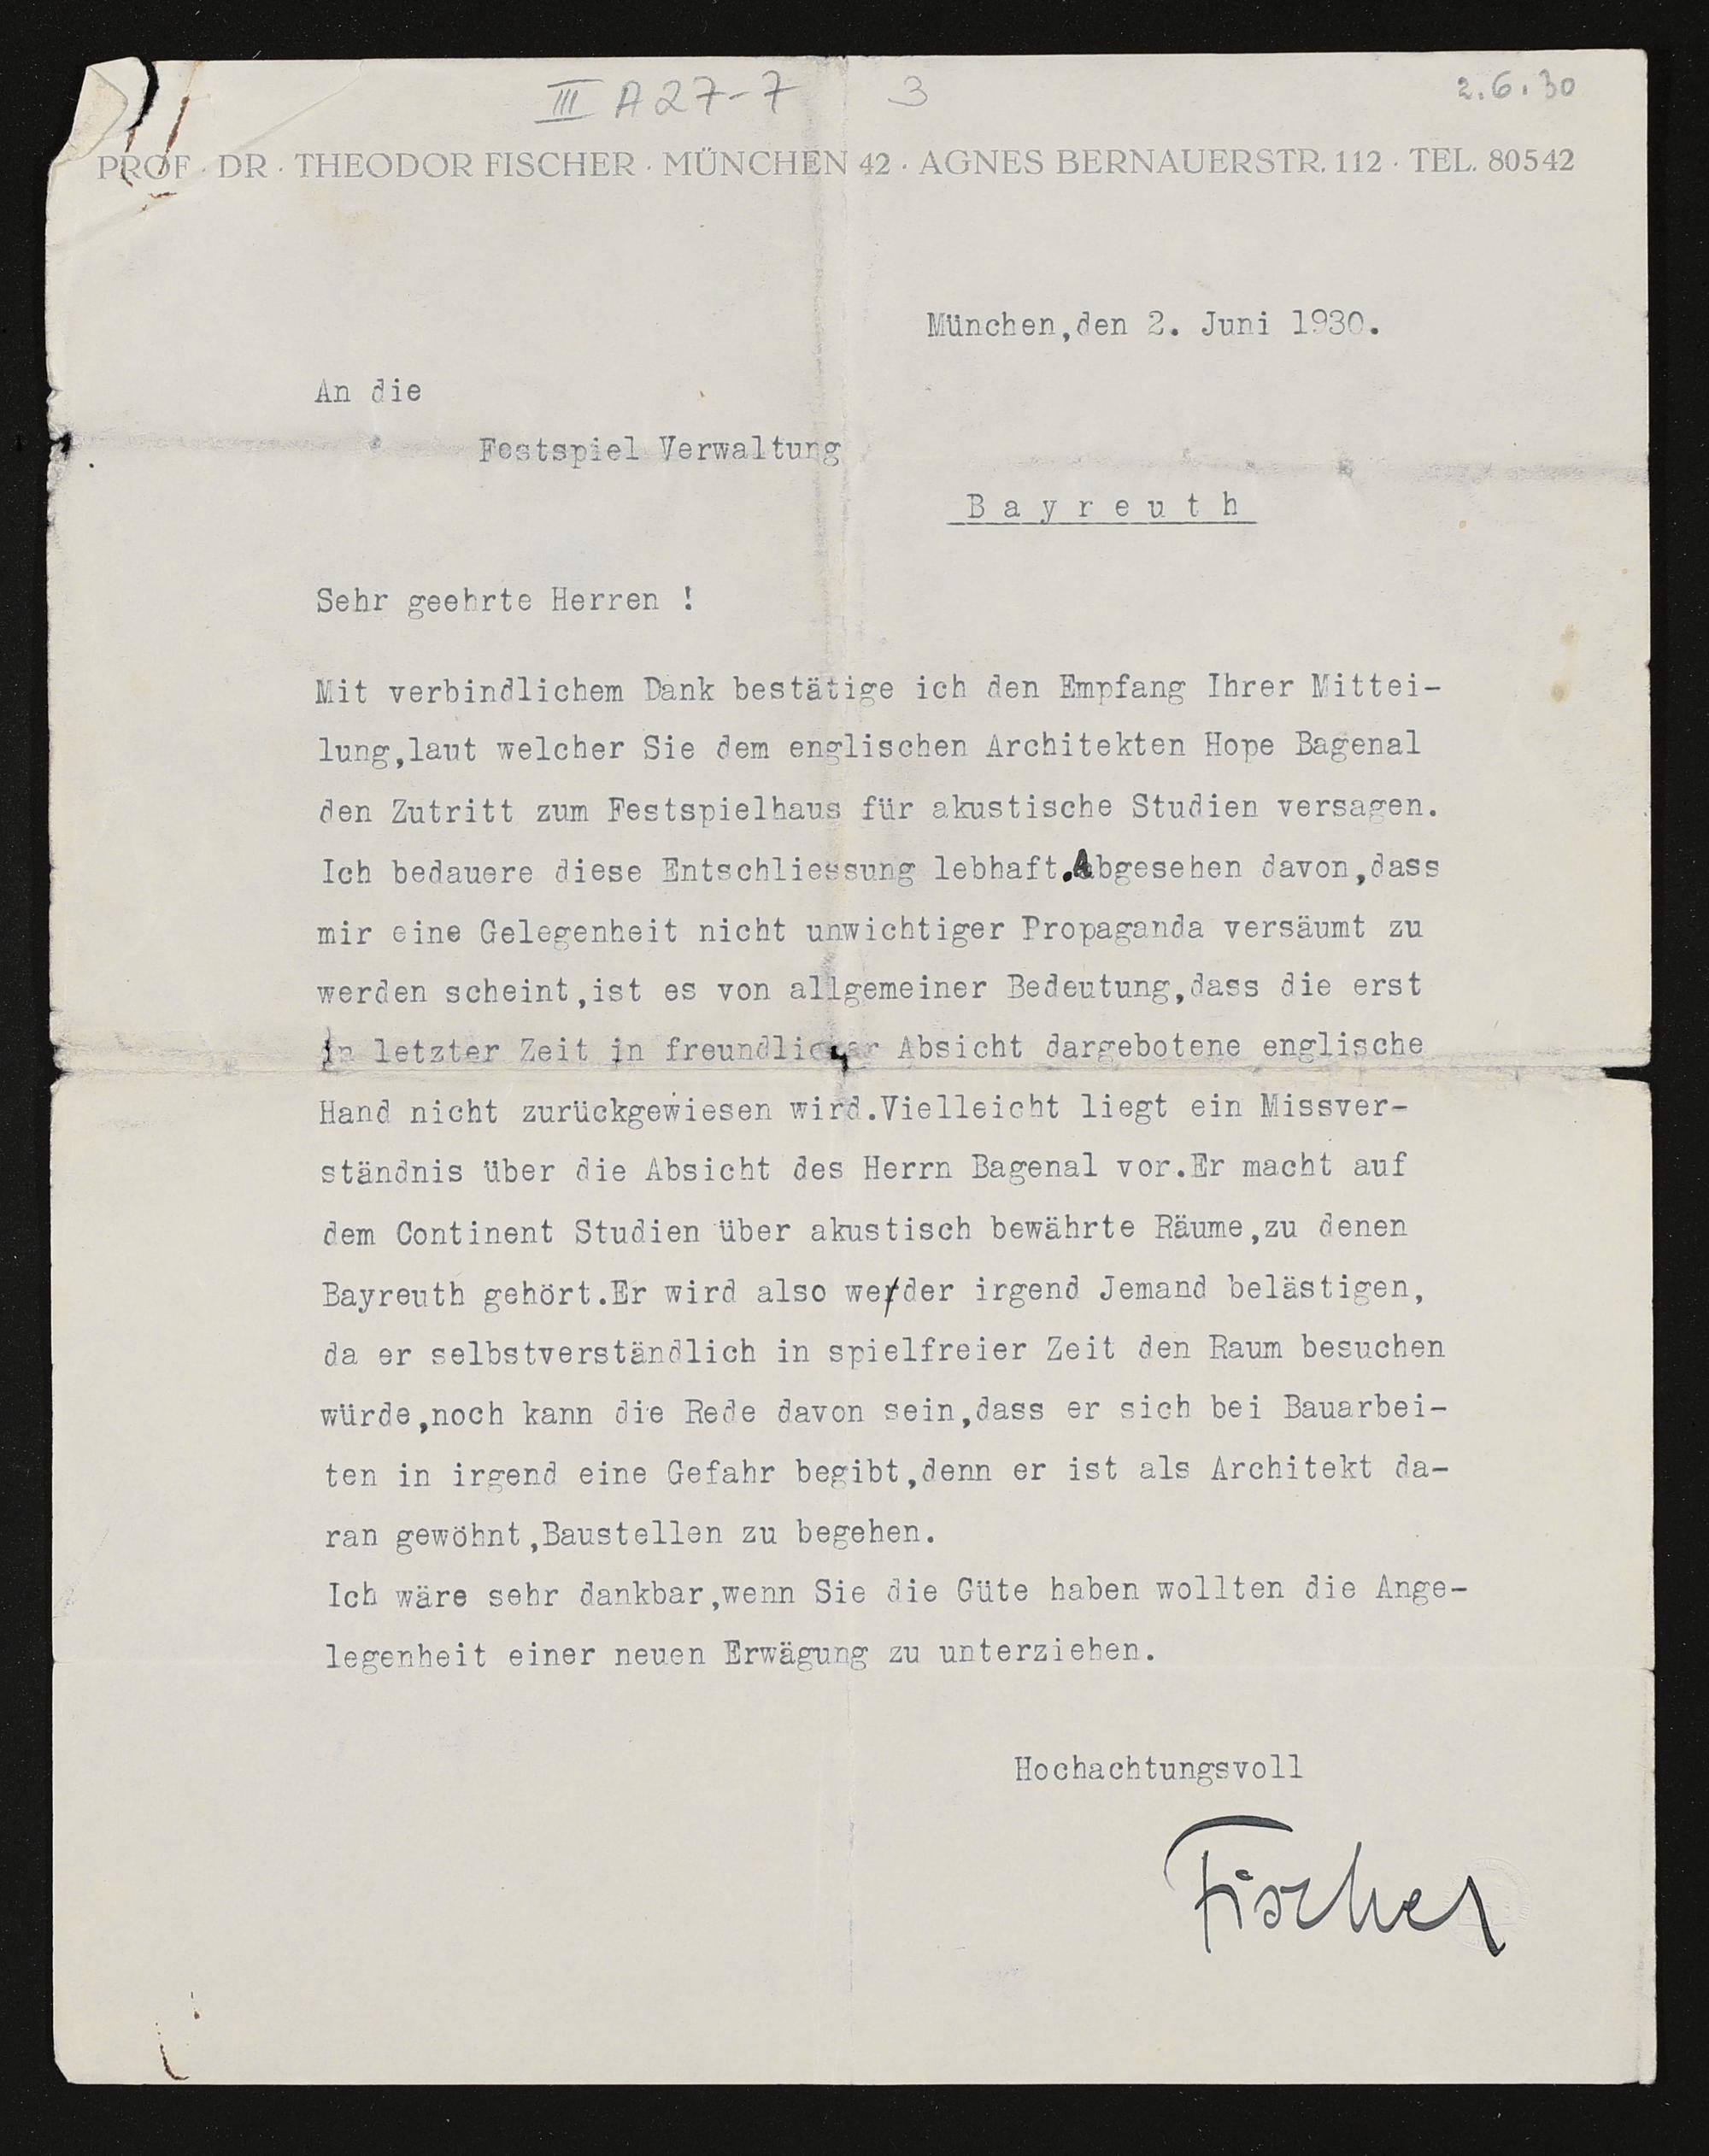 III A 27-7 3 2.6.30
PROF · DR · THEODOR FISCHER · MÜNCHEN 42 · AGNES BERNAUERSTR. 112 · TEL. 80542
München,den 2. Juni 1930.
An die
Festspiel Verwaltung
Bayreuth
Sehr geehrte Herren !
Mit verbindlichem Dank bestätige ich den Empfang Ihrer Mittei-
lung,laut welcher Sie dem englischen Architekten Hope Bagenal
den Zutritt zum Festspielhaus für akustische Studien versagen.
Ich bedauere diese Entschliessung lebhaft.Abgesehen davon,dass
mir eine Gelegenheit nicht unwichtiger Propaganda versäumt zu
werden scheint,ist es von allgemeiner Bedeutung,dass die erst
in letzter Zeit in freundlicher Absicht dargebotene englische
Hand nicht zurückgewiesen wird.Vielleicht liegt ein Missver-
ständnis über die Absicht des Herrn Bagenal vor.Er macht auf
dem Continent Studien über akustisch bewährte Räume,zu denen
Bayreuth gehört.Er wird also weder irgend Jemand belästigen,
da er selbstverständlich in spielfreier Zeit den Raum besuchen
würde,noch kann die Rede davon sein,dass er sich bei Bauarbei-
ten in irgend eine Gefahr begibt,denn er ist als Architekt da-
ran gewöhnt,Baustellen zu begehen.
Ich wäre sehr dankbar,wenn Sie die Güte haben wollten die Ange-
legenheit einer neuen Erwägung zu unterziehen.
Hochachtungsvoll
Fischer